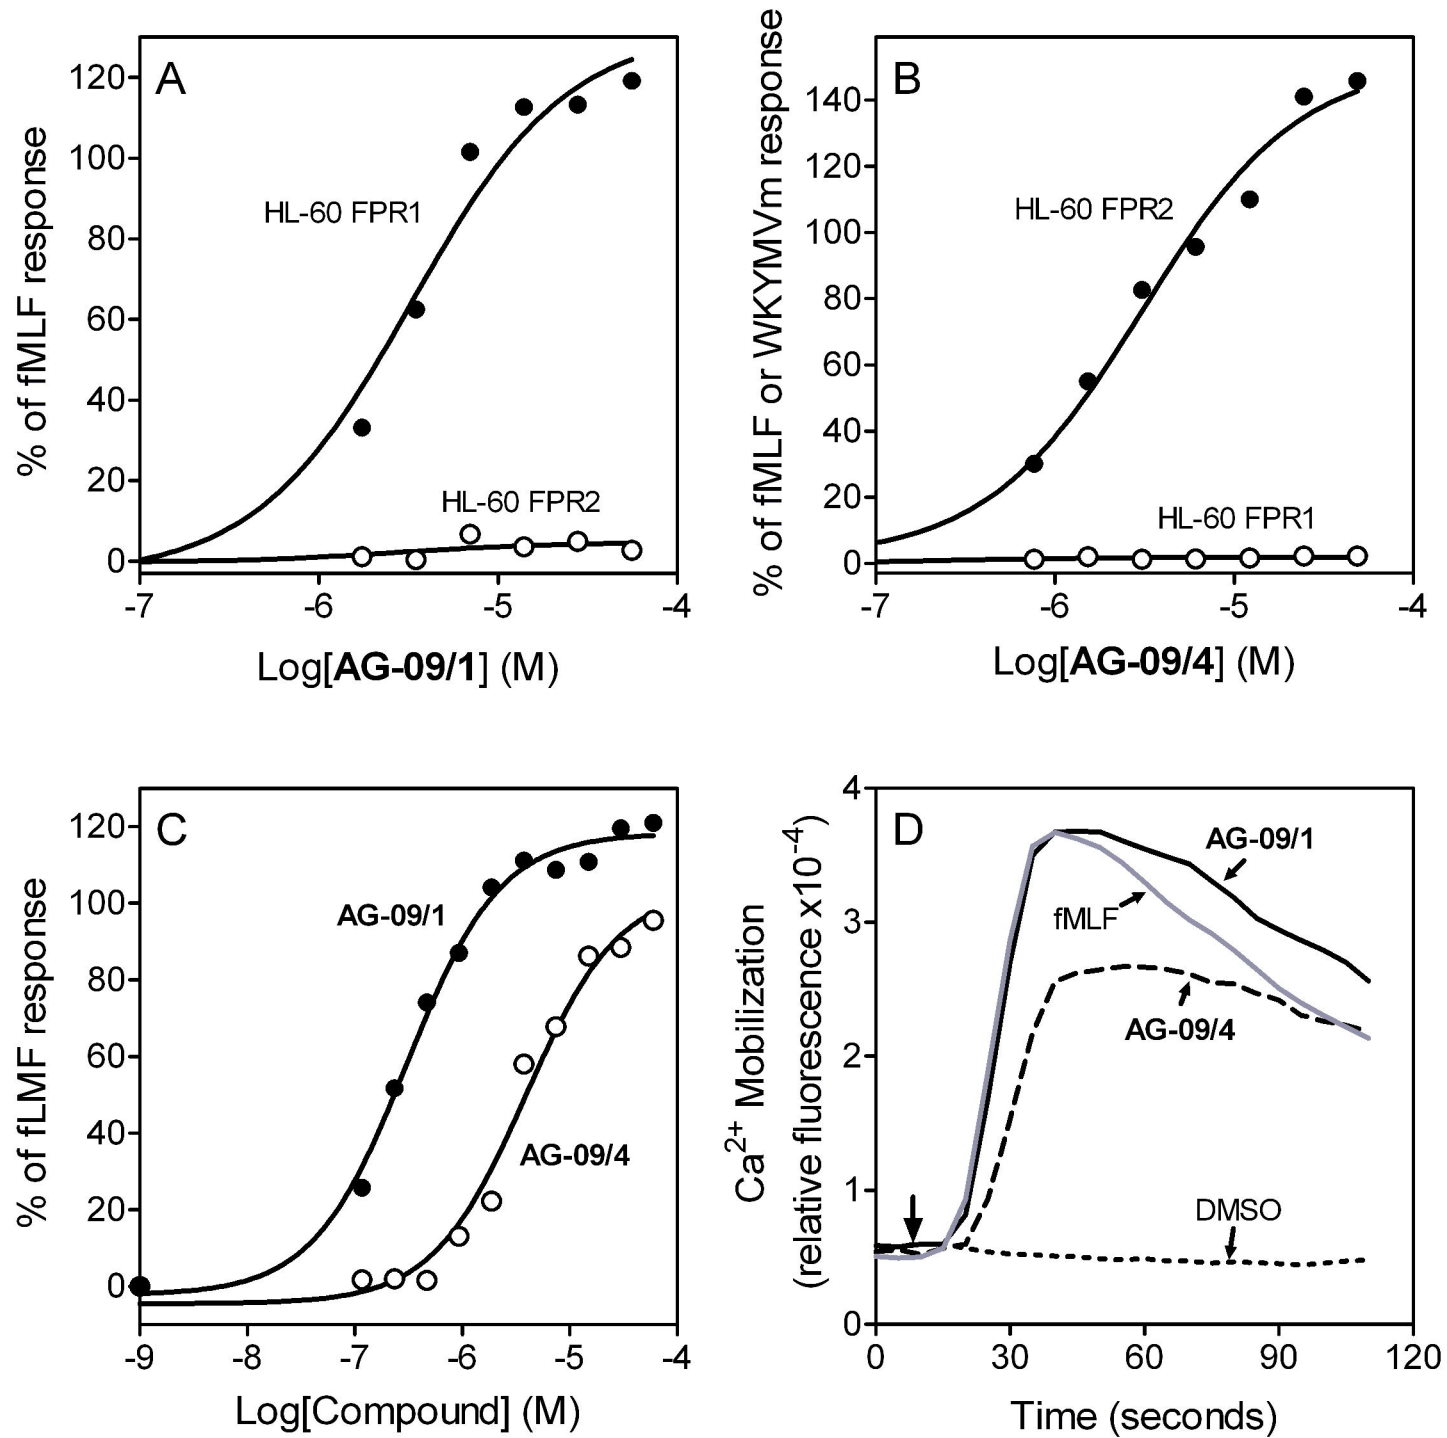 A
% of fMLF response
120
100
80
60
40
20
0
HL-60 FPR1
HL-60 FPR2
-7
-6
-5
-4
Log[AG-09/1] (M)
B
% of fMLF or WKYMVm response
140
120
100
80
60
40
20
0
HL-60 FPR2
HL-60 FPR1
-7
-6
-5
-4
Log[AG-09/4] (M)
C
% of fLMF response
120
100
80
60
40
20
0
AG-09/1
AG-09/4
-9
-8
-7
-6
-5
-4
Log[Compound] (M)
D
Ca2+ Mobilization
(relative fluorescence x10-4)
4
3
2
1
0
AG-09/1
fMLF
AG-09/4
DMSO
0
30
60
90
120
Time (seconds)